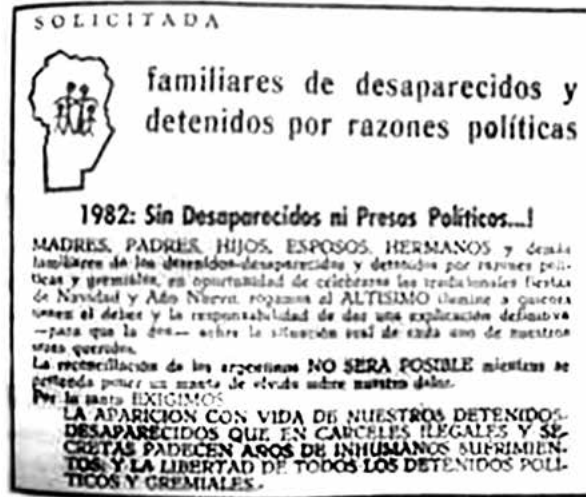 SOLICITADA
familiares de desaparecidos y
detenidos por razones políticas
1982: Sin Desaparecidos ni Presos Políticos...!
MADRES, PADRES, HIJOS, ESPOSOS, HERMANOS y demás
familiares de los detenidos-desaparecidos y detenidos por razones polí-
ticas y gremiales, en oportunidad de celebrarse las tradicionales fiestas
de Navidad y Año Nuevo, rogamos al ALTISIMO ilumine a quienes
tienen el deber y la responsabilidad de dar una explicación definitiva
—para que la den— sobre la situación real de cada uno de nuestros
seres queridos.
La reconciliación de los argentinos NO SERA POSIBLE mientras se
pretenda poner un manto de olvido sobre nuestro dolor.
Por lo tanto EXIGIMOS
LA APARICION CON VIDA DE NUESTROS DETENIDOS-
DESAPARECIDOS QUE EN CARCELES ILEGALES Y SE-
CRETAS PADECEN AÑOS DE INHUMANOS SUFRIMIEN-
TOS; Y LA LIBERTAD DE TODOS LOS DETENIDOS POLI-
TICOS Y GREMIALES.